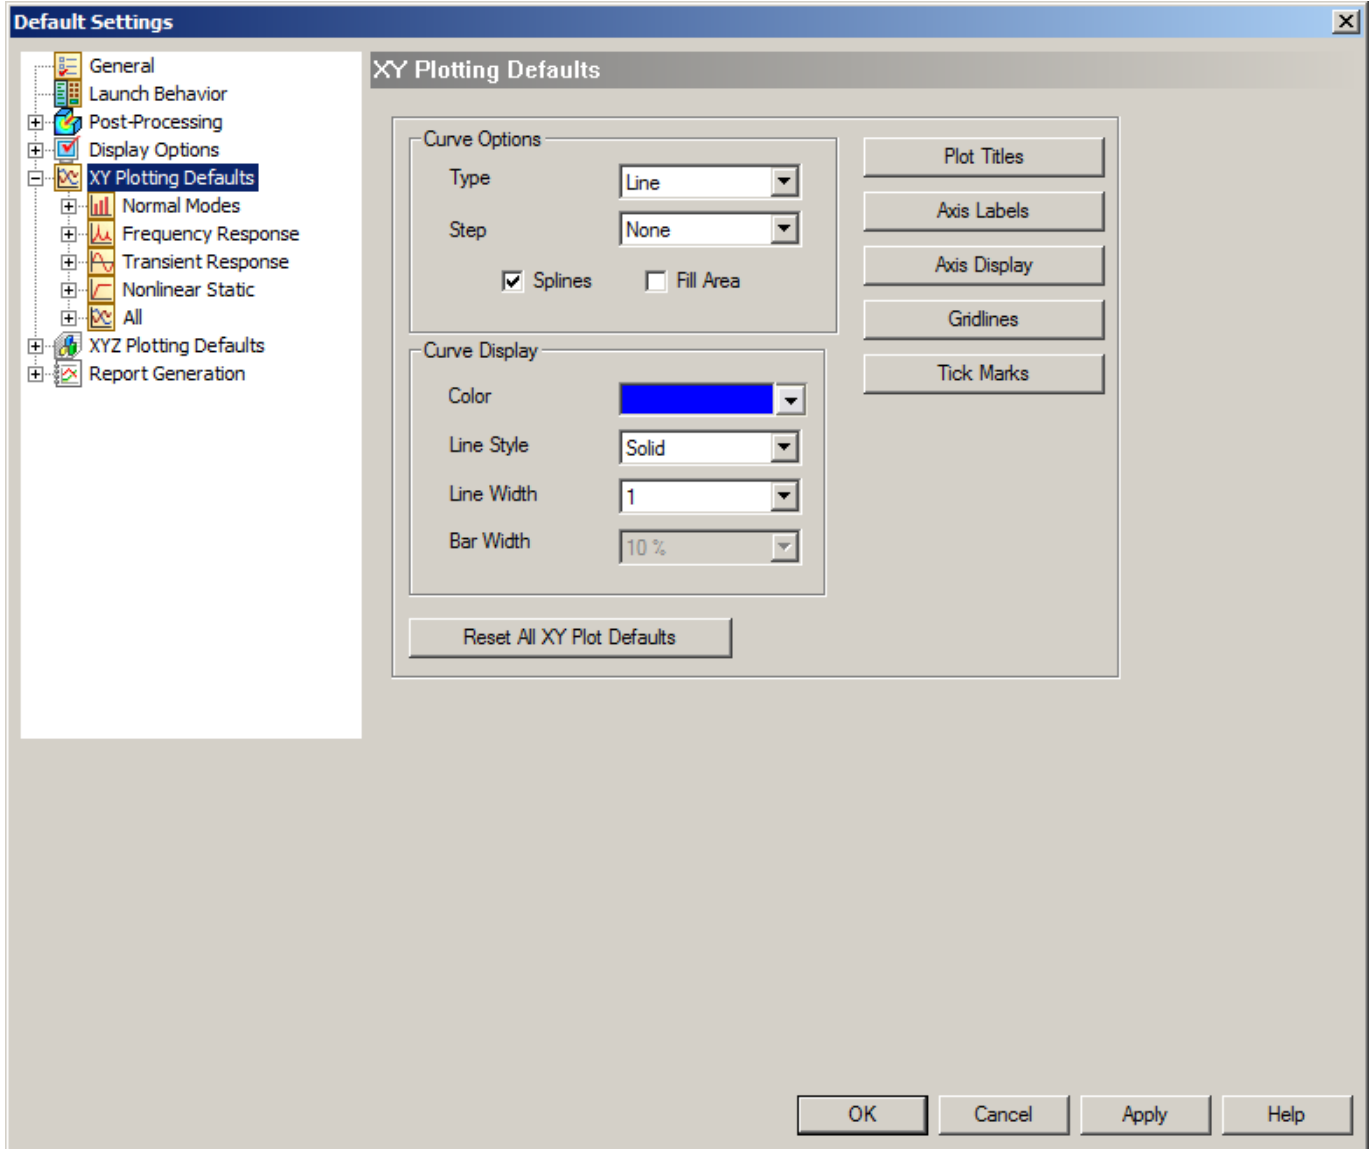 Default Settings
General
Launch Behavior
Post-Processing
Display Options
XY Plotting Defaults
Normal Modes
Frequency Response
Transient Response
Nonlinear Static
All
XYZ Plotting Defaults
Report Generation
XY Plotting Defaults
Curve Options
Type Line
Step None
Splines Fill Area
Curve Display
Color
Line Style Solid
Line Width 1
Bar Width 10 %
Reset All XY Plot Defaults
Plot Titles
Axis Labels
Axis Display
Gridlines
Tick Marks
OK Cancel Apply Help